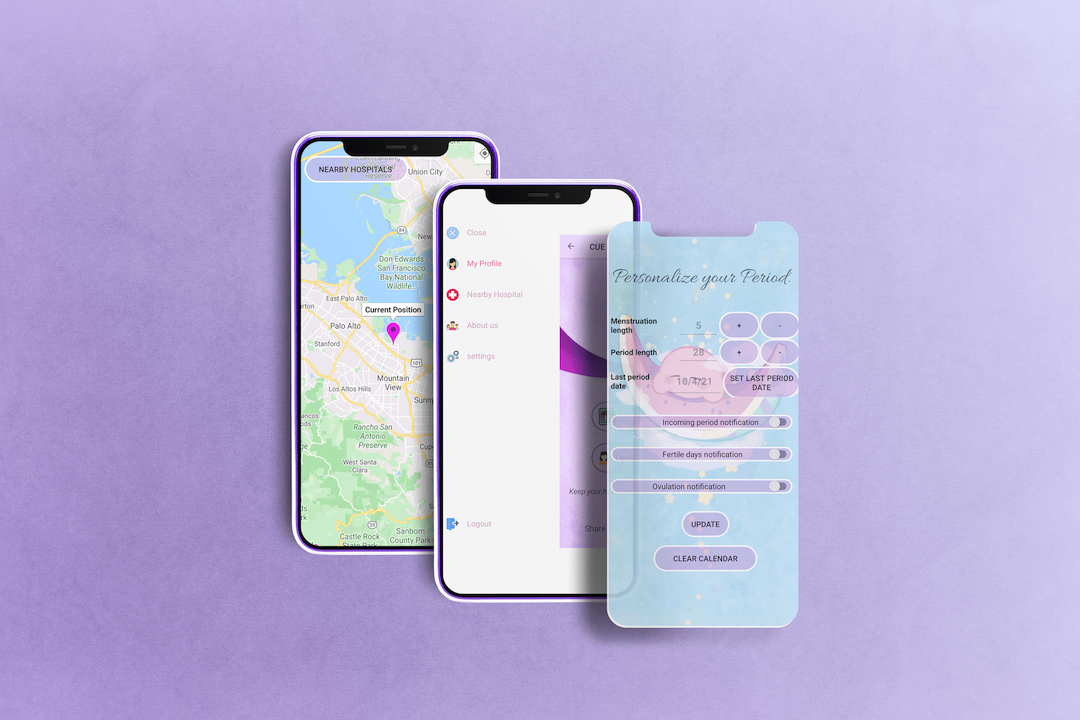 NEARBY HOSPITALS
Union City
84
Don Edwards
San Francisco
Bay National
Wildlife...
East Palo Alto
Current Position
Palo Alto
Stanford
101
Mountain
View
Los Altos Hills
Rancho San
Antonio
Preserve
West Santa
Clara
35
Castle Rock
State Park
Sanborn
County Park
Close
My Profile
Nearby Hospital
About us
settings
Logout
CUE
Keep your
Share
Personalize your Period.
Menstruation
length
5
+
-
Period length
28
+
-
Last period
date
18/4/21
SET LAST PERIOD
DATE
Incoming period notification
Fertile days notification
Ovulation notification
UPDATE
CLEAR CALENDAR